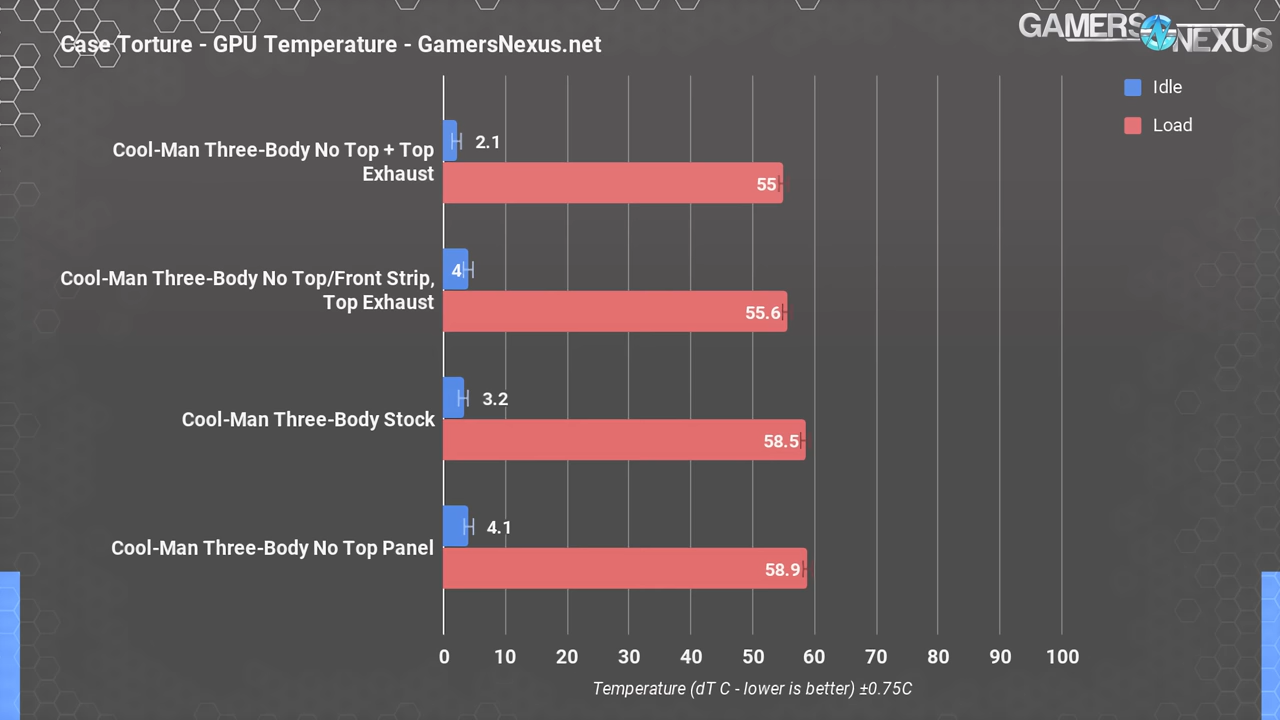 Case Torture - GPU Temperature - GamersNexus.net
GAMERS NEXUS
Idle
Load
Cool-Man Three-Body No Top + Top
Exhaust
2.1
55
Cool-Man Three-Body No Top/Front Strip,
Top Exhaust
4
55.6
Cool-Man Three-Body Stock
3.2
58.5
Cool-Man Three-Body No Top Panel
4.1
58.9
0 10 20 30 40 50 60 70 80 90 100
Temperature (dT C - lower is better) ±0.75C